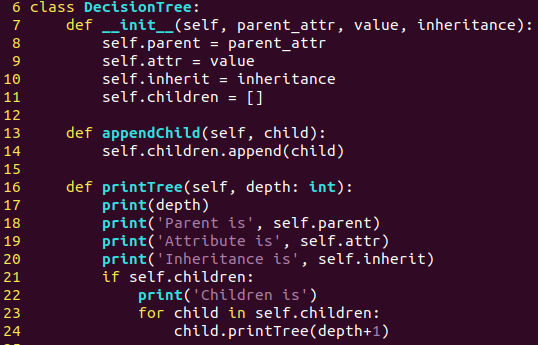 6 class DecisionTree:
7     def __init__(self, parent_attr, value, inheritance):
8         self.parent = parent_attr
9         self.attr = value
10         self.inherit = inheritance
11         self.children = []
12
13     def appendChild(self, child):
14         self.children.append(child)
15
16     def printTree(self, depth: int):
17         print(depth)
18         print('Parent is', self.parent)
19         print('Attribute is', self.attr)
20         print('Inheritance is', self.inherit)
21         if self.children:
22             print('Children is')
23             for child in self.children:
24                 child.printTree(depth+1)